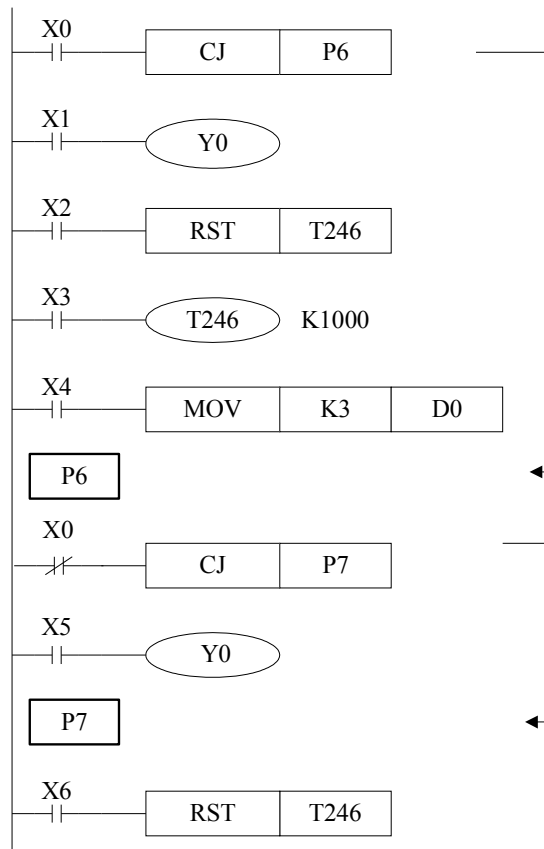 X0
CJ P6
X1
Y0
X2
RST T246
X3
T246 K1000
X4
MOV K3 D0
P6
X0
CJ P7
X5
Y0
P7
X6
RST T246